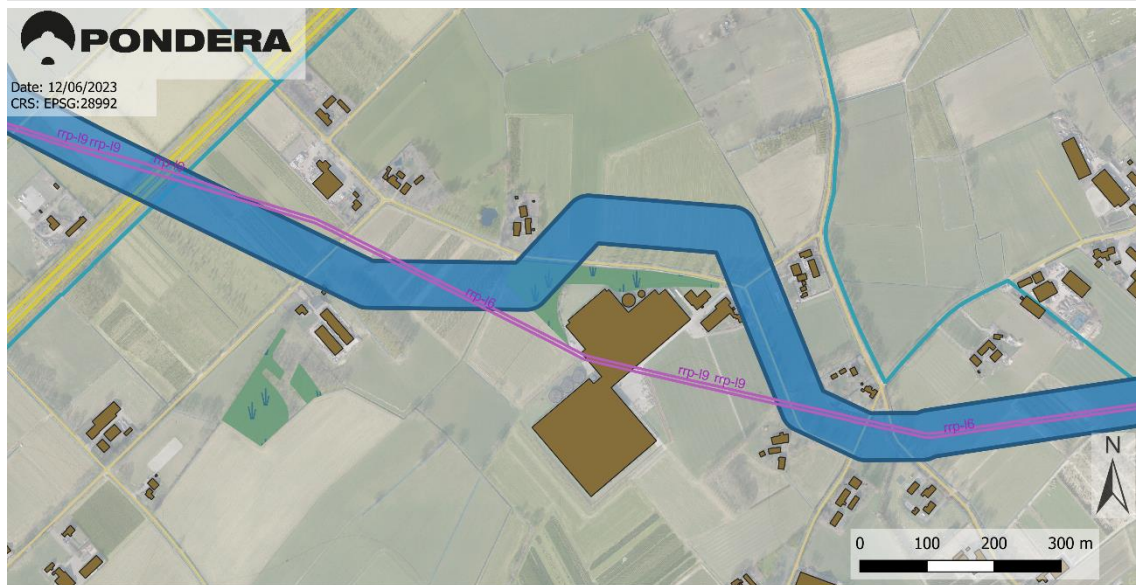 PONDERA
Date: 12/06/2023
CRS: EPSG:28992
rrp-l9 rrp-l9
rrp-l9
rrp-l6
rrp-l9 rrp-l9
rrp-l6
N
0 100 200 300 m